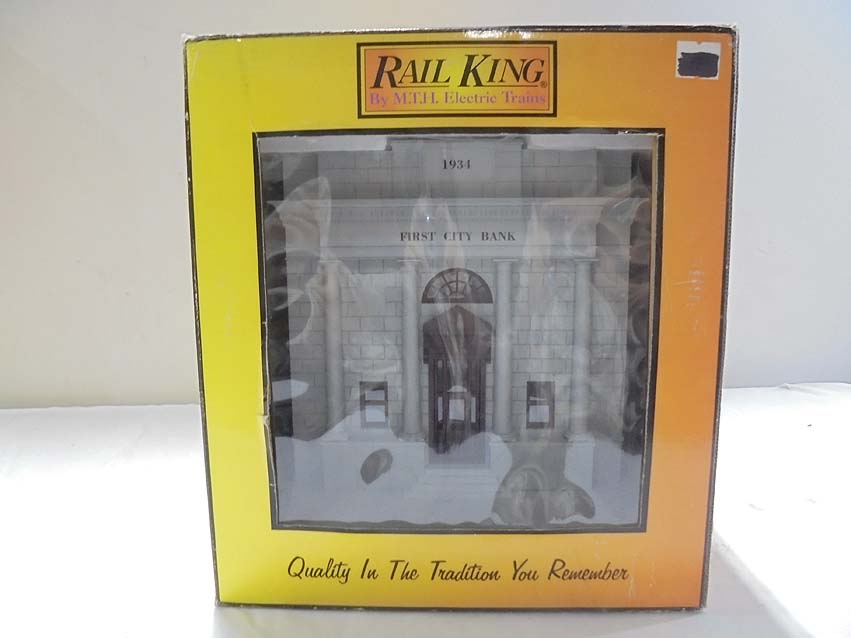 RAIL KING®
By M.T.H. Electric Trains
1934
FIRST CITY BANK
Quality In The Tradition You Remember